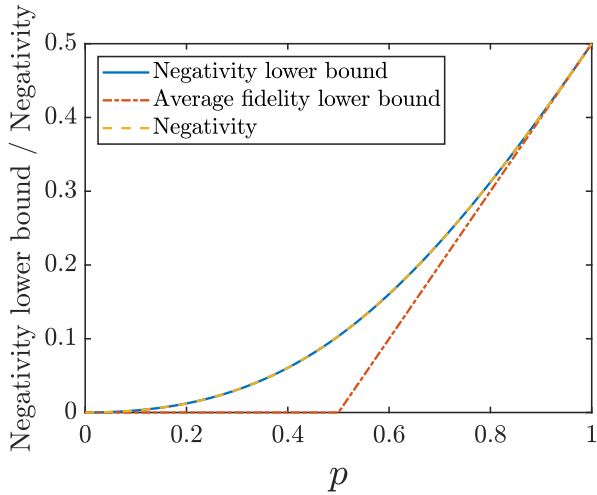 Negativity lower bound / Negativity
0.5
0.4
0.3
0.2
0.1
0
Negativity lower bound
Average fidelity lower bound
Negativity
0 0.2 0.4 0.6 0.8 1
p